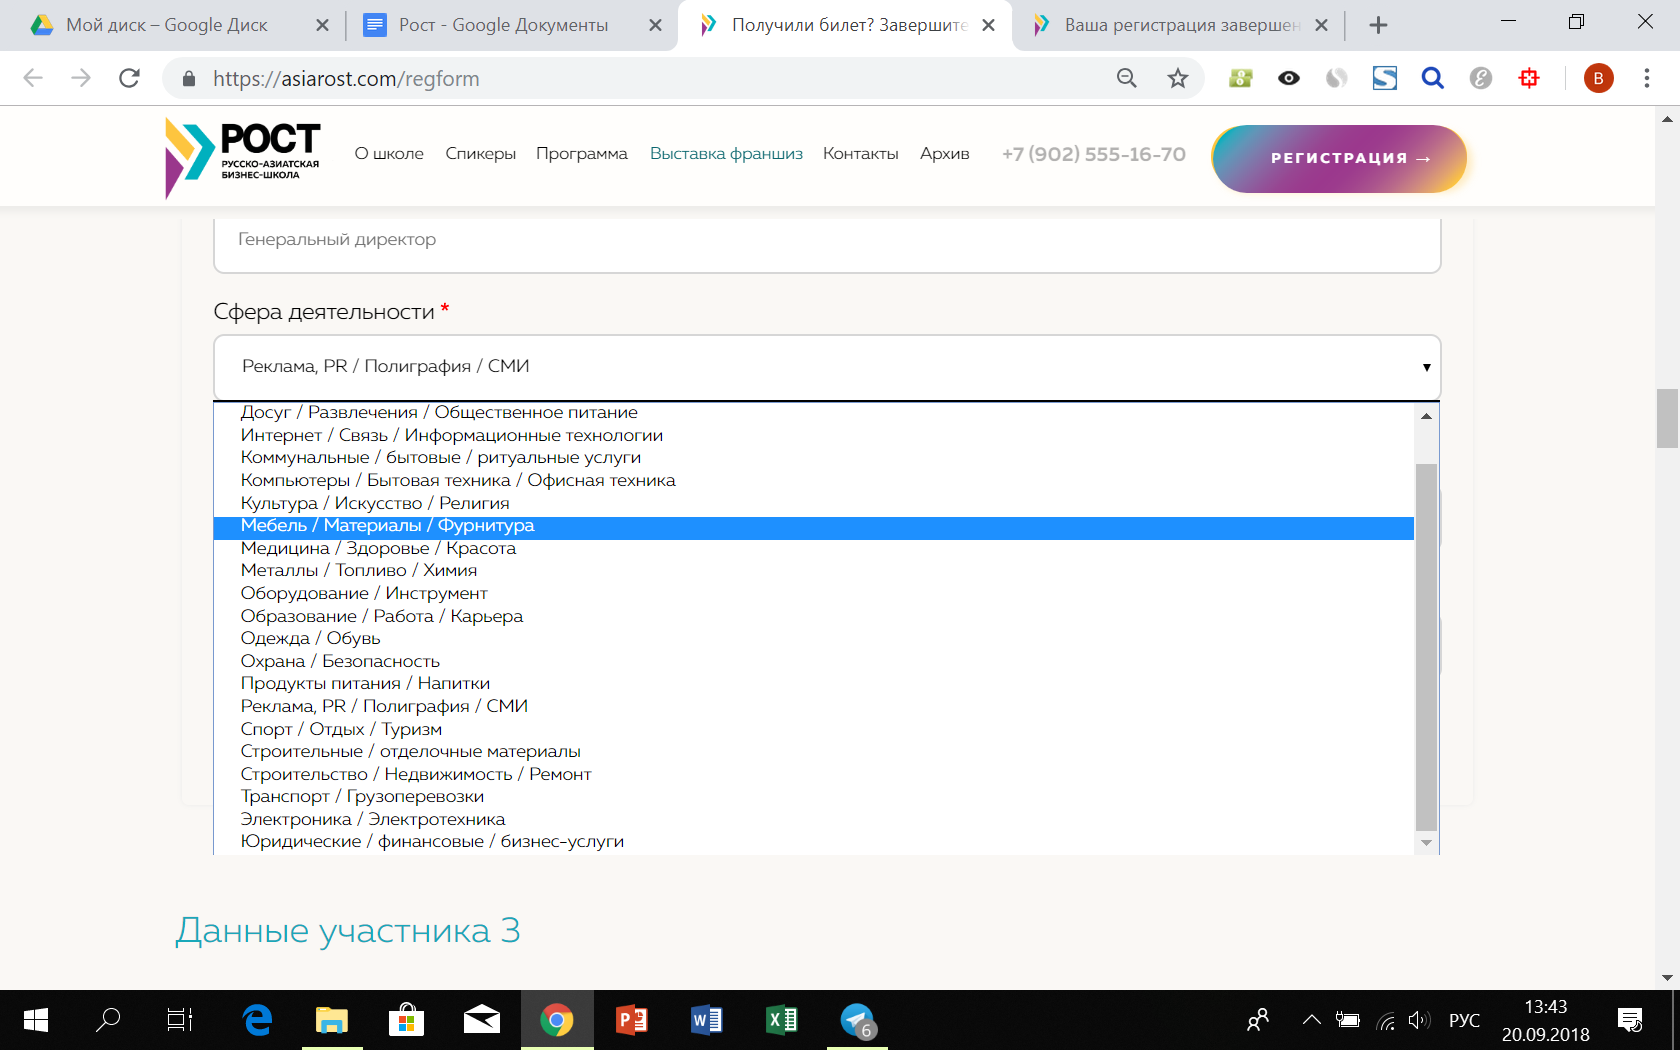 Мой диск – Google Диск
Рост - Google Документы
Получили билет? Завершите
Ваша регистрация завершен
https://asiarost.com/regform
B
РОСТ
РУССКО-АЗИАТСКАЯ
БИЗНЕС-ШКОЛА
О школе
Спикеры
Программа
Выставка франшиз
Контакты
Архив
+7 (902) 555-16-70
РЕГИСТРАЦИЯ →
Генеральный директор
Сфера деятельности *
Реклама, PR / Полиграфия / СМИ
Досуг / Развлечения / Общественное питание
Интернет / Связь / Информационные технологии
Коммунальные / бытовые / ритуальные услуги
Компьютеры / Бытовая техника / Офисная техника
Культура / Искусство / Религия
Мебель / Материалы / Фурнитура
Медицина / Здоровье / Красота
Металлы / Топливо / Химия
Оборудование / Инструмент
Образование / Работа / Карьера
Одежда / Обувь
Охрана / Безопасность
Продукты питания / Напитки
Реклама, PR / Полиграфия / СМИ
Спорт / Отдых / Туризм
Строительные / отделочные материалы
Строительство / Недвижимость / Ремонт
Транспорт / Грузоперевозки
Электроника / Электротехника
Юридические / финансовые / бизнес-услуги
Данные участника 3
6
РУС
13:43
20.09.2018